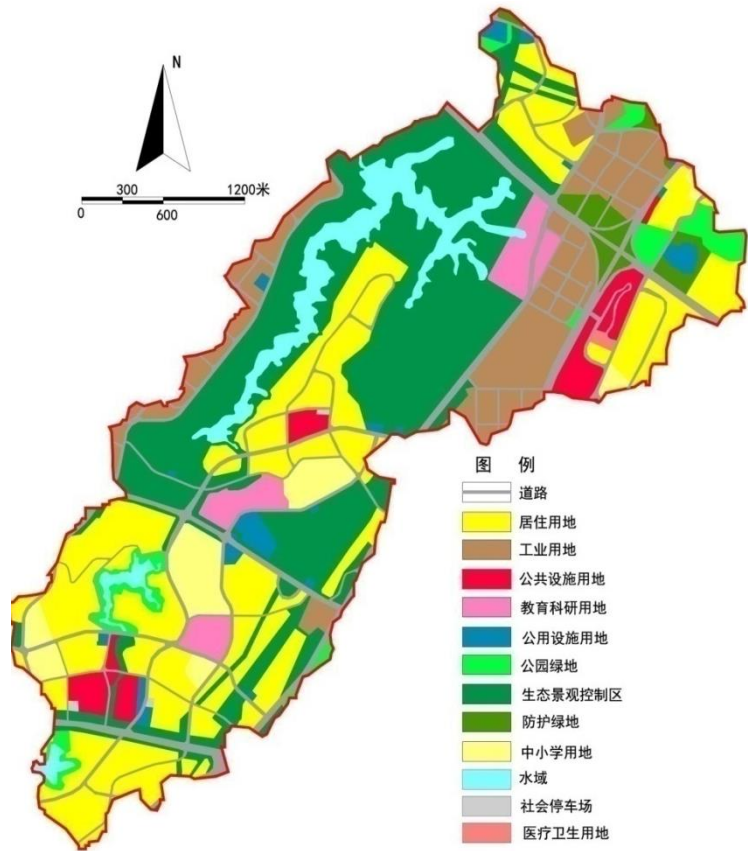 N
300 1200米
0 600
图 例
道路
居住用地
工业用地
公共设施用地
教育科研用地
公用设施用地
公园绿地
生态景观控制区
防护绿地
中小学用地
水域
社会停车场
医疗卫生用地